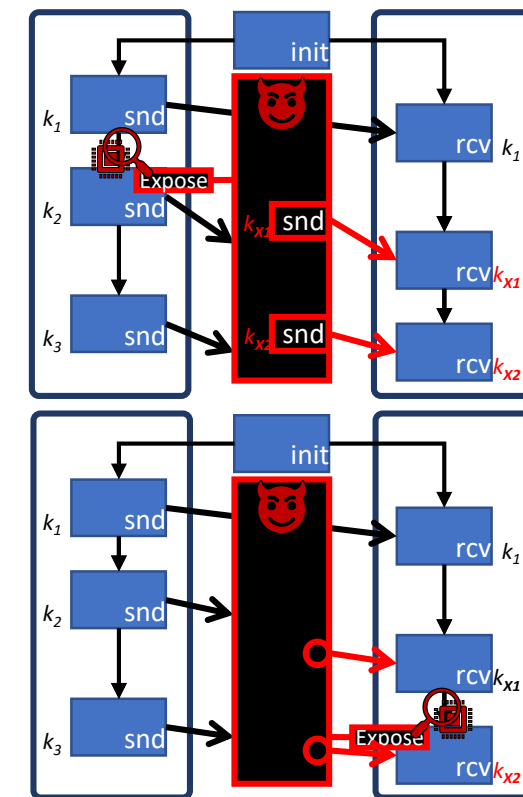 init
snd
k1
rcv
k1
Expose
k2
snd
kX1
snd
rcv
kX1
k3
snd
kX2
snd
rcv
kX2
init
snd
k1
rcv
k1
k2
snd
rcv
kX1
k3
snd
Expose
rcv
kX2